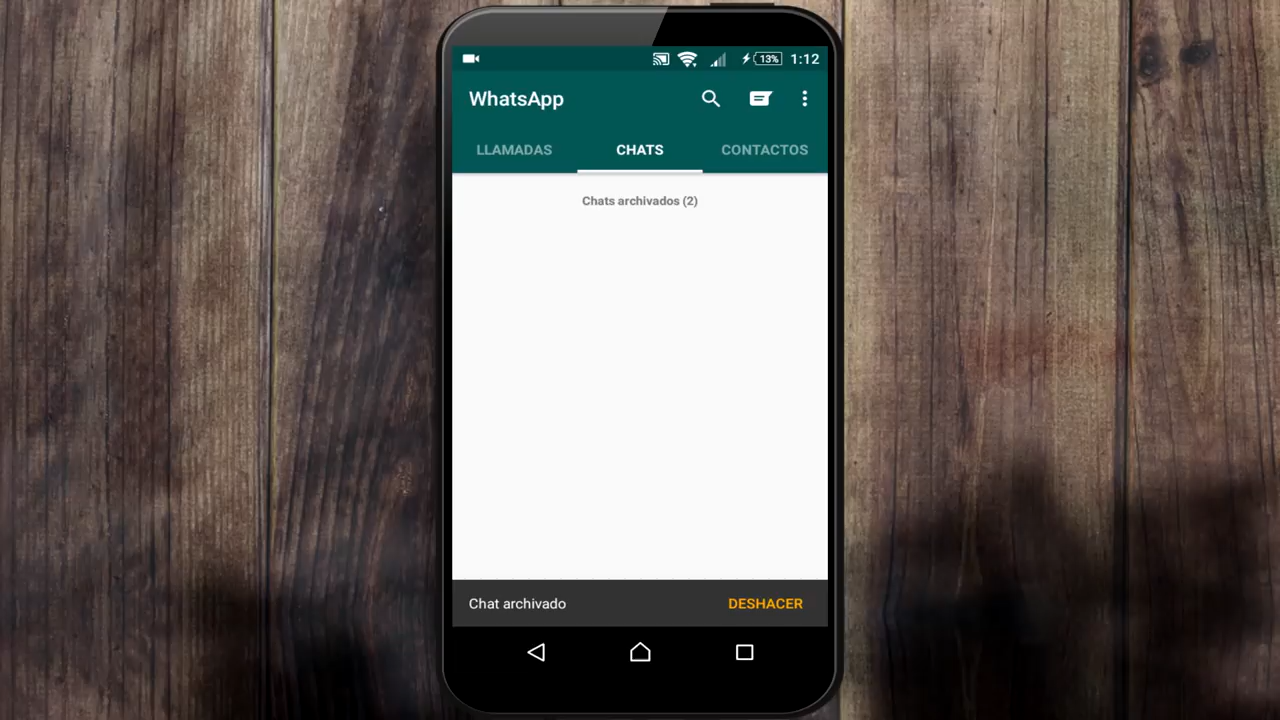 13% 1:12
WhatsApp
LLAMADAS CHATS CONTACTOS
Chats archivados (2)
Chat archivado DESHACER